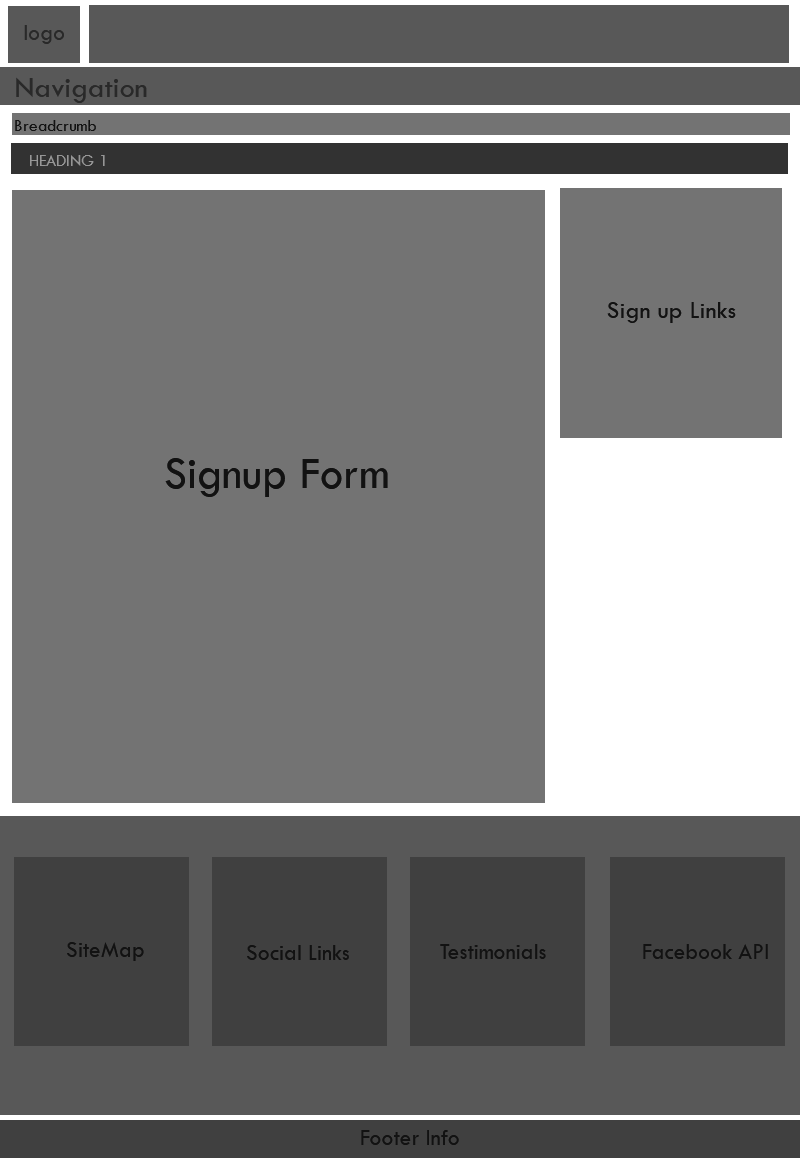 logo
Navigation
Breadcrumb
HEADING 1
Sign up Links
Signup Form
SiteMap
Social Links
Testimonials
Facebook API
Footer Info